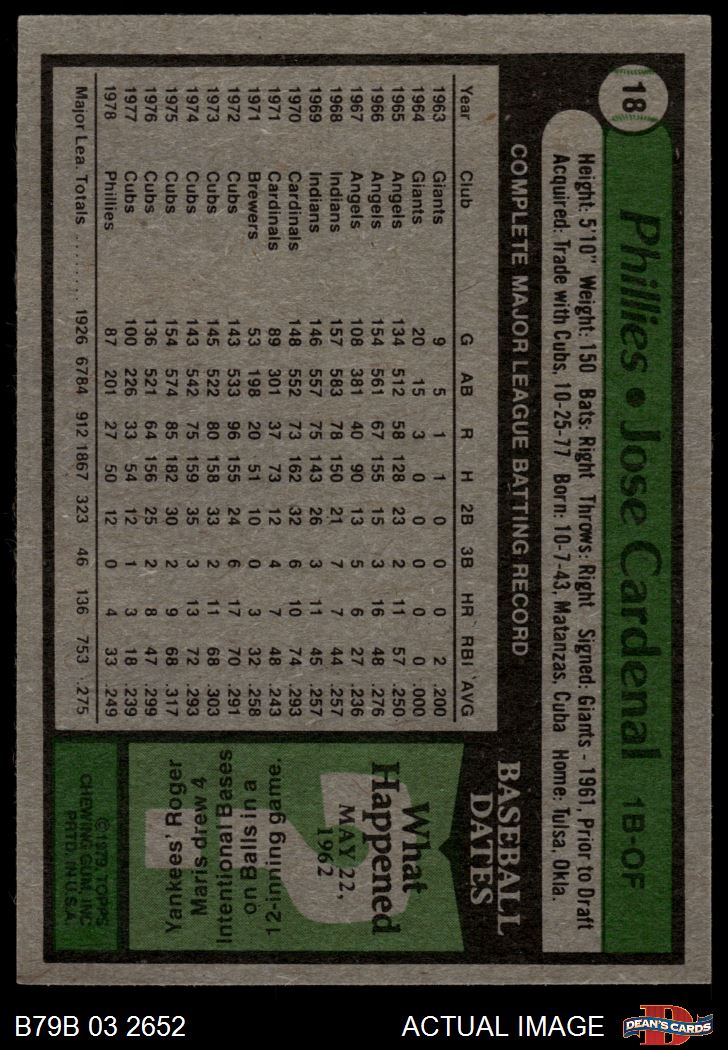 18
Phillies • Jose Cardenal 1B-OF
Height: 5'10" Weight: 150 Bats: Right Throws: Right Signed: Giants - 1961, Prior to Draft
Acquired: Trade with Cubs, 10-25-77 Born: 10-7-43, Matanzas, Cuba Home: Tulsa, Okla.
COMPLETE MAJOR LEAGUE BATTING RECORD
Year Club G AB R H 2B 3B HR RBI AVG
1963 Giants 9 5 1 1 0 0 0 2 .200
1964 Giants 20 15 3 0 0 0 0 0 .000
1965 Angels 134 512 58 128 23 2 11 57 .250
1966 Angels 154 561 67 155 15 3 16 48 .276
1967 Angels 108 381 40 90 13 5 6 27 .236
1968 Indians 157 583 78 150 21 7 7 44 .257
1969 Indians 146 557 75 143 26 3 11 45 .257
1970 Cardinals 148 552 73 162 32 6 10 74 .293
1971 Cardinals 89 301 37 73 12 4 7 48 .243
1971 Brewers 53 198 20 51 10 0 3 32 .258
1972 Cubs 143 533 96 155 24 6 17 70 .291
1973 Cubs 145 522 80 158 33 2 11 68 .303
1974 Cubs 143 542 75 159 35 3 13 72 .293
1975 Cubs 154 574 85 182 30 2 9 68 .317
1976 Cubs 136 521 64 156 25 2 8 47 .299
1977 Cubs 100 226 33 54 12 1 3 18 .239
1978 Phillies 87 201 27 50 12 0 4 33 .249
Major Lea. Totals ........ 1926 6784 912 1867 323 46 136 753 .275
BASEBALL
DATES
What
Happened
MAY 22,
1962
?
12-inning game.
on Balls in a
Intentional Bases
Maris drew 4
Yankees' Roger
© 1979 TOPPS
CHEWING GUM, INC.
PRTD. IN U.S.A.
B79B 03 2652
ACTUAL IMAGE
D
DEAN'S CARDS